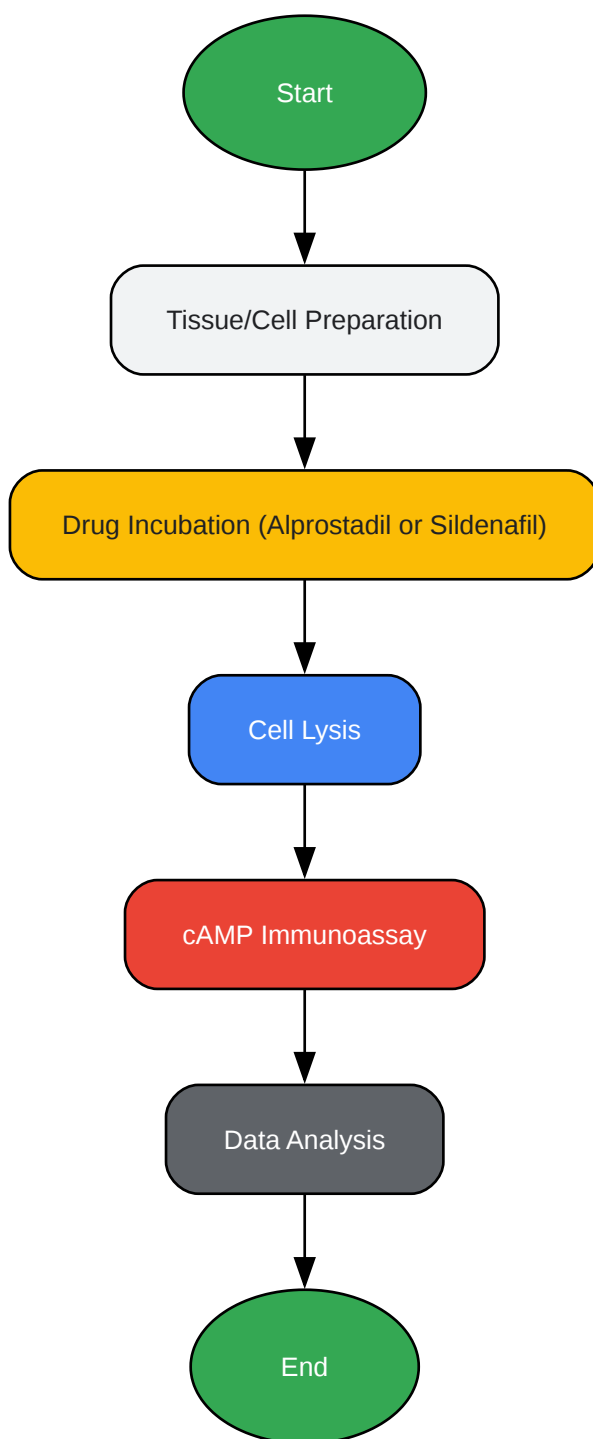 Start
Tissue/Cell Preparation
Drug Incubation (Alprostadil or Sildenafil)
Cell Lysis
cAMP Immunoassay
Data Analysis
End